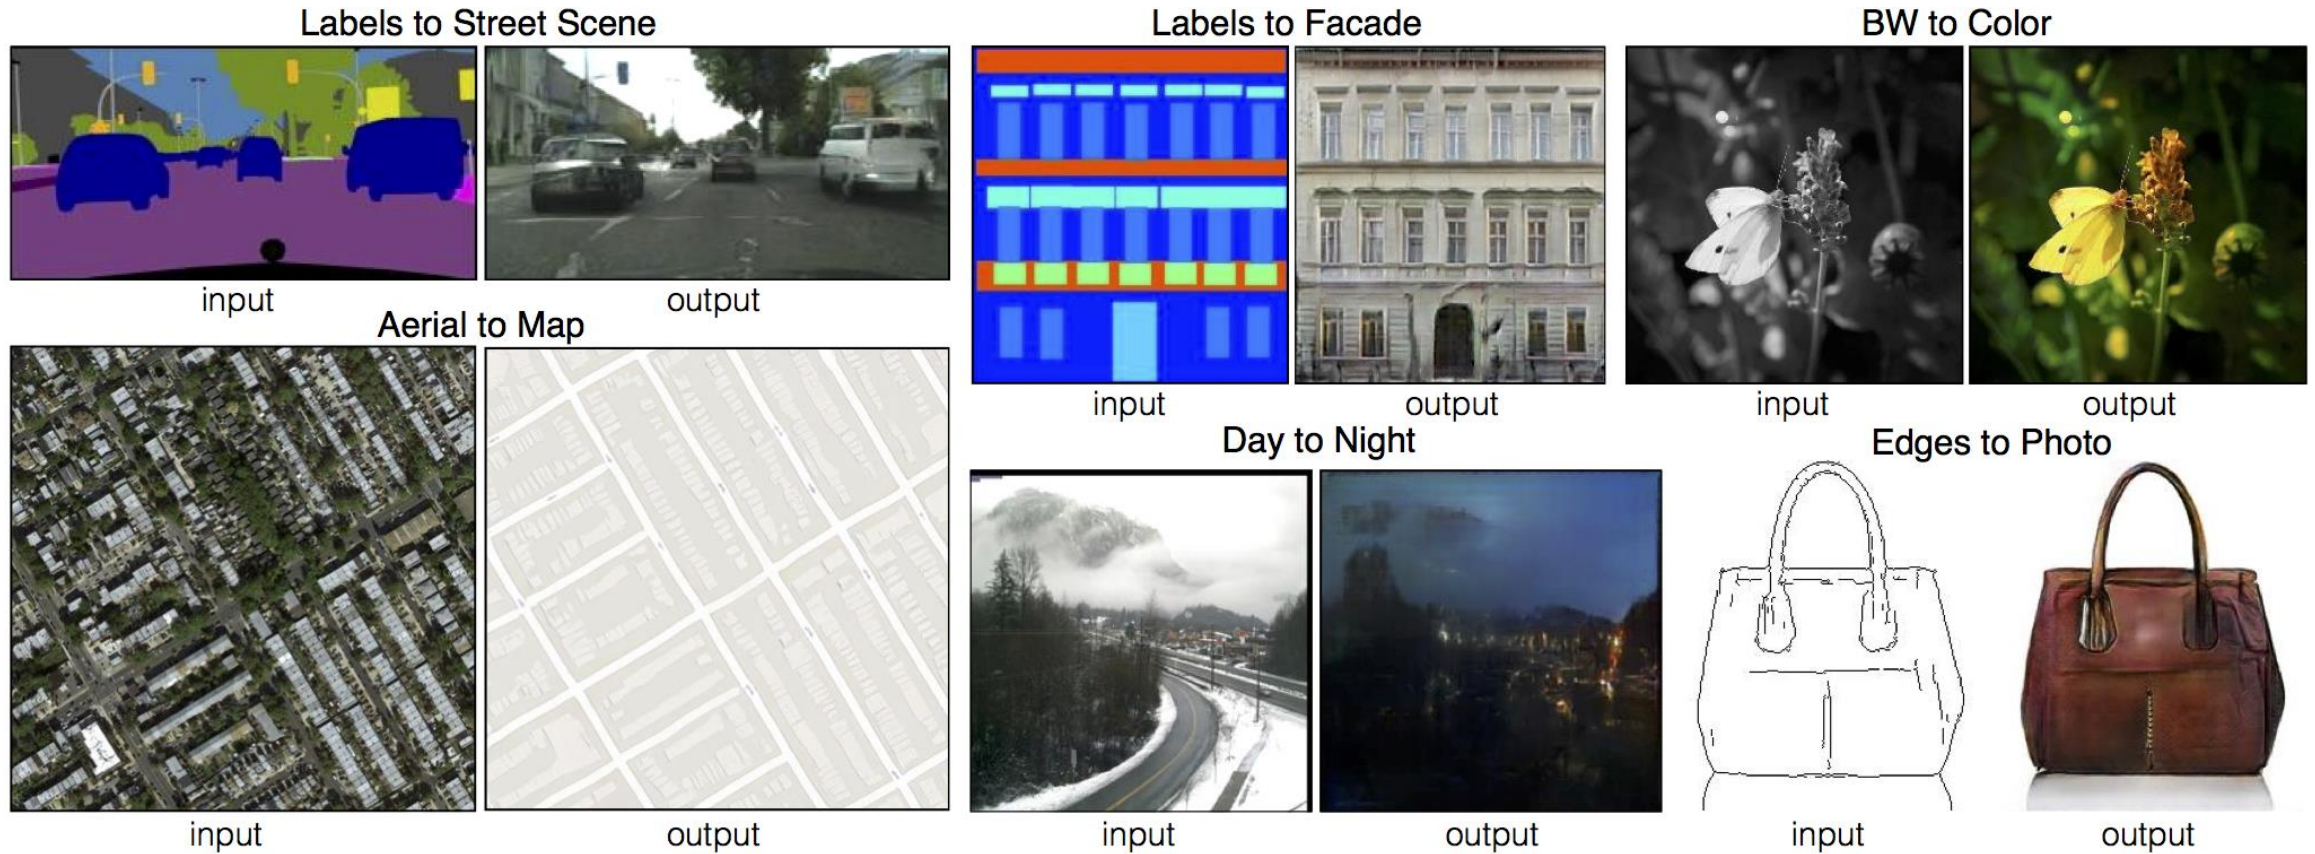 Labels to Street Scene
input
output
Aerial to Map
input
output
Labels to Facade
input
output
BW to Color
input
output
Day to Night
input
output
Edges to Photo
input
output